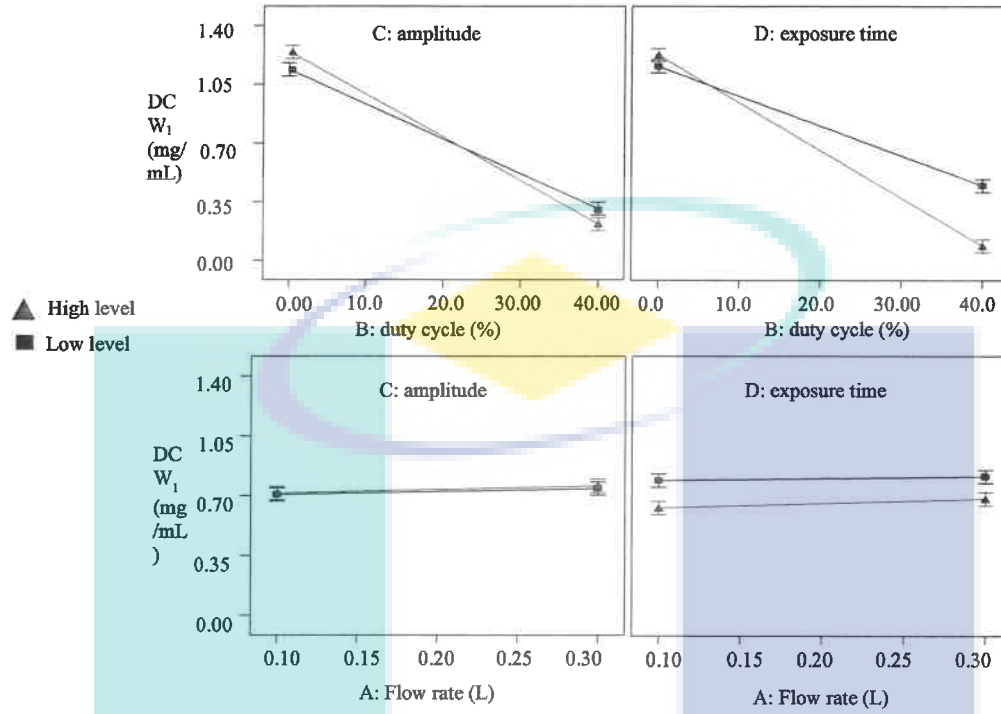 1.40
C: amplitude
D: exposure time
DC
W₁
(mg/
mL)
1.05
0.70
0.35
0.00
0.00 10.0 20.0 30.00 40.00
0.0 10.00 20.00 30.00 40.0
B: duty cycle (%)
B: duty cycle (%)
High level
Low level
1.40
C: amplitude
D: exposure time
DC
W₁
(mg
/mL
)
1.05
0.70
0.35
0.00
0.10 0.15 0.20 0.25 0.30
0.10 0.15 0.20 0.25 0.30
A: Flow rate (L)
A: Flow rate (L)